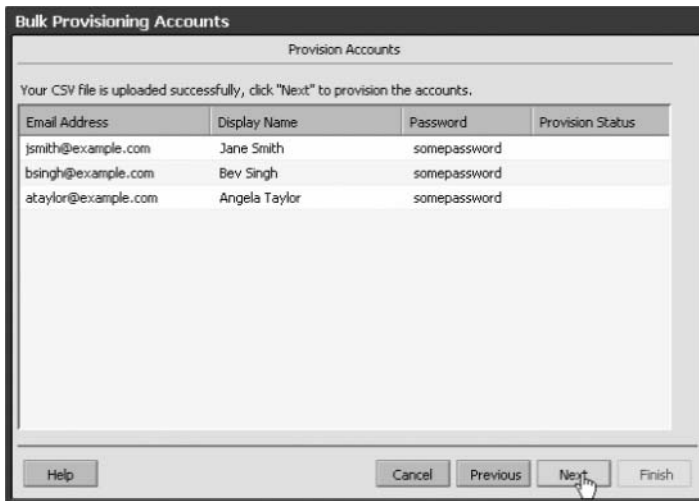 Bulk Provisioning Accounts
Provision Accounts
Your CSV file is uploaded successfully, click "Next" to provision the accounts.
Email Address Display Name Password Provision Status
jsmith@example.com Jane Smith somepassword
bsingh@example.com Bev Singh somepassword
ataylor@example.com Angela Taylor somepassword
Help Cancel Previous Next Finish